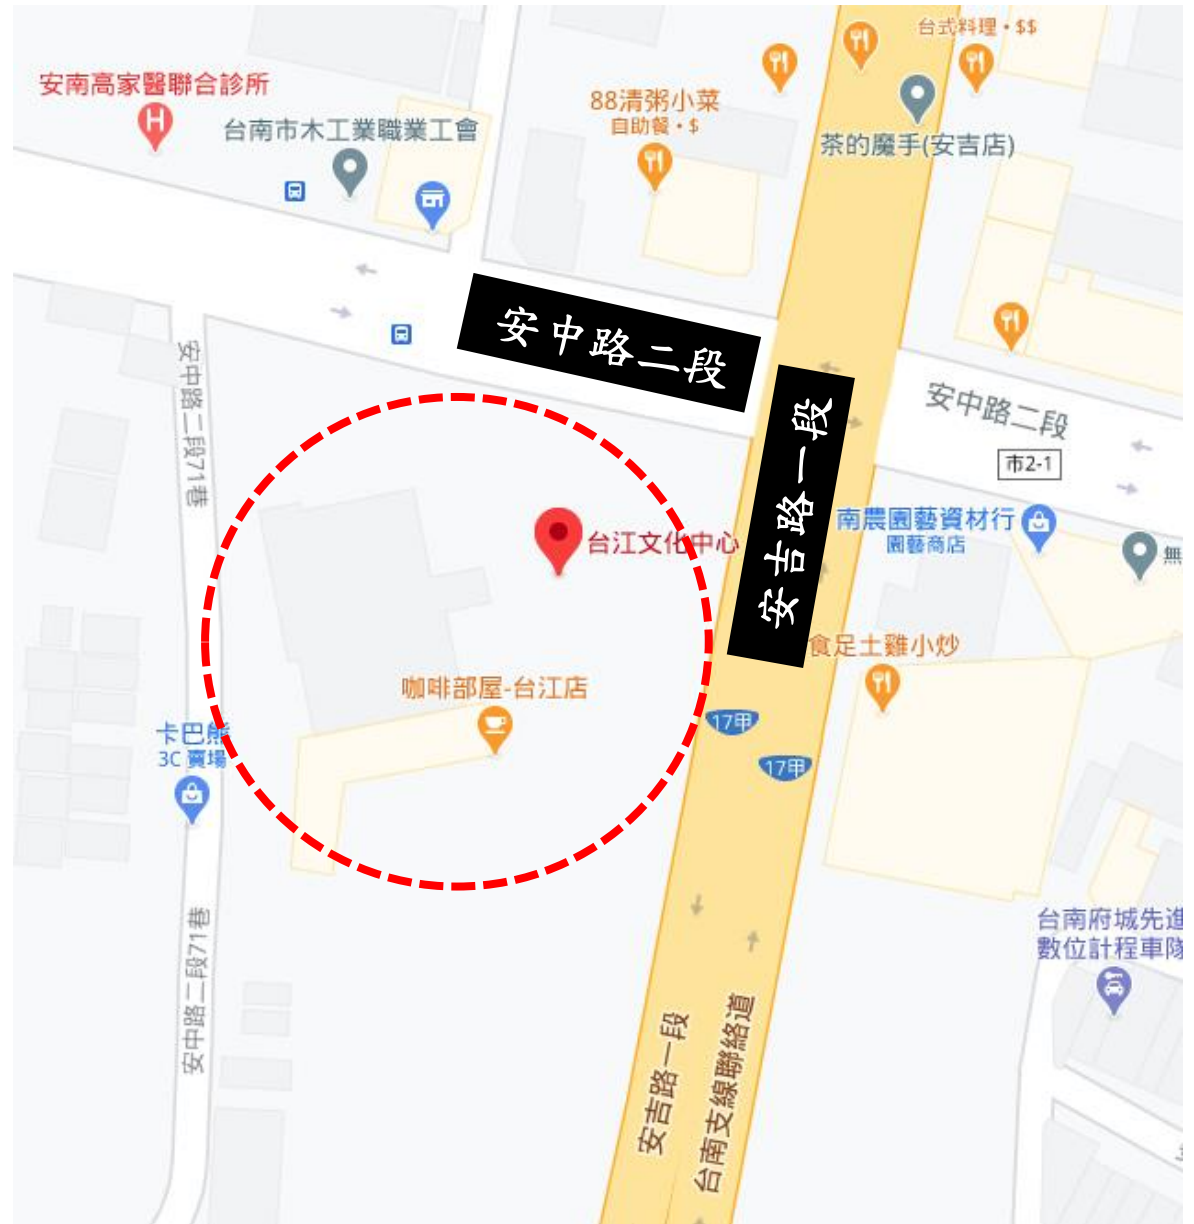 台式料理・$$
安南高家醫聯合診所
88清粥小菜
自助餐・$
台南市木工業職業工會
茶的魔手(安吉店)
安中路二段
安中路二段
安吉路一段
安中路二段71巷
市2-1
南農園藝資材行
園藝商店
台江文化中心
無
食足土雞小炒
咖啡部屋-台江店
17甲
17甲
卡巴熊
3C 賣場
台南府城先進
數位計程車隊
安中路二段71巷
安吉路一段
台南支線聯絡道